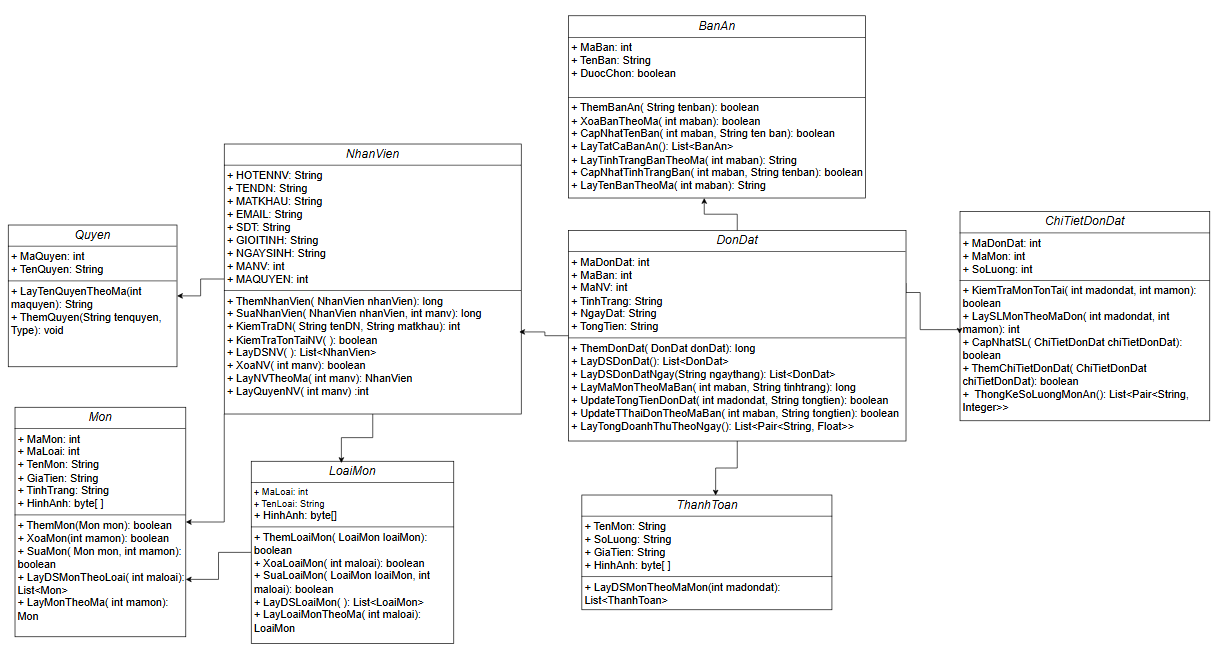 BanAn
+ MaBan: int
+ TenBan: String
+ DuocChon: boolean
+ ThemBanAn( String tenban): boolean
+ XoaBanTheoMa( int maban): boolean
+ CapNhatTenBan( int maban, String ten ban): boolean
+ LayTatCaBanAn(): List<BanAn>
+ LayTinhTrangBanTheoMa( int maban): String
+ CapNhatTinhTrangBan( int maban, String tenban): boolean
+ LayTenBanTheoMa( int maban): String
NhanVien
+ HOTENNV: String
+ TENDN: String
+ MATKHAU: String
+ EMAIL: String
+ SDT: String
+ GIOITINH: String
+ NGAYSINH: String
+ MANV: int
+ MAQUYEN: int
+ ThemNhanVien( NhanVien nhanVien): long
+ SuaNhanVien( NhanVien nhanVien, int manv): long
+ KiemTraDN( String tenDN, String matkhau): int
+ KiemTraTonTaiNV( ): boolean
+ LayDSNV( ): List<NhanVien>
+ XoaNV( int manv): boolean
+ LayNVTheoMa( int manv): NhanVien
+ LayQuyenNV( int manv) :int
Quyen
+ MaQuyen: int
+ TenQuyen: String
+ LayTenQuyenTheoMa(int
maquyen): String
+ ThemQuyen(String tenquyen,
Type): void
DonDat
+ MaDonDat: int
+ MaBan: int
+ MaNV: int
+ TinhTrang: String
+ NgayDat: String
+ TongTien: String
+ ThemDonDat( DonDat donDat): long
+ LayDSDonDat(): List<DonDat>
+ LayDSDonDatNgay(String ngaythang): List<DonDat>
+ LayMaMonTheoMaBan( int maban, String tinhtrang): long
+ UpdateTongTienDonDat( int madondat, String tongtien): boolean
+ UpdateTThaiDonTheoMaBan( int maban, String tongtien): boolean
+ LayTongDoanhThuTheoNgay(): List<Pair<String, Float>>
ChiTietDonDat
+ MaDonDat: int
+ MaMon: int
+ SoLuong: int
+ KiemTraMonTonTai( int madondat, int mamon):
boolean
+ LaySLMonTheoMaDon( int madondat, int
mamon): int
+ CapNhatSL( ChiTietDonDat chiTietDonDat):
boolean
+ ThemChiTietDonDat( ChiTietDonDat
chiTietDonDat): boolean
+ ThongKeSoLuongMonAn(): List<Pair<String,
Integer>>
Mon
+ MaMon: int
+ MaLoai: int
+ TenMon: String
+ GiaTien: String
+ TinhTrang: String
+ HinhAnh: byte[ ]
+ ThemMon(Mon mon): boolean
+ XoaMon(int mamon): boolean
+ SuaMon( Mon mon, int mamon):
boolean
+ LayDSMonTheoLoai( int maloai):
List<Mon>
+ LayMonTheoMa( int mamon):
Mon
LoaiMon
+ MaLoai: int
+ TenLoai: String
+ HinhAnh: byte[]
+ ThemLoaiMon( LoaiMon loaiMon):
boolean
+ XoaLoaiMon( int maloai): boolean
+ SuaLoaiMon( LoaiMon loaiMon, int
maloai): boolean
+ LayDSLoaiMon( ): List<LoaiMon>
+ LayLoaiMonTheoMa( int maloai):
LoaiMon
ThanhToan
+ TenMon: String
+ SoLuong: String
+ GiaTien: String
+ HinhAnh: byte[ ]
+ LayDSMonTheoMaMon(int madondat):
List<ThanhToan>